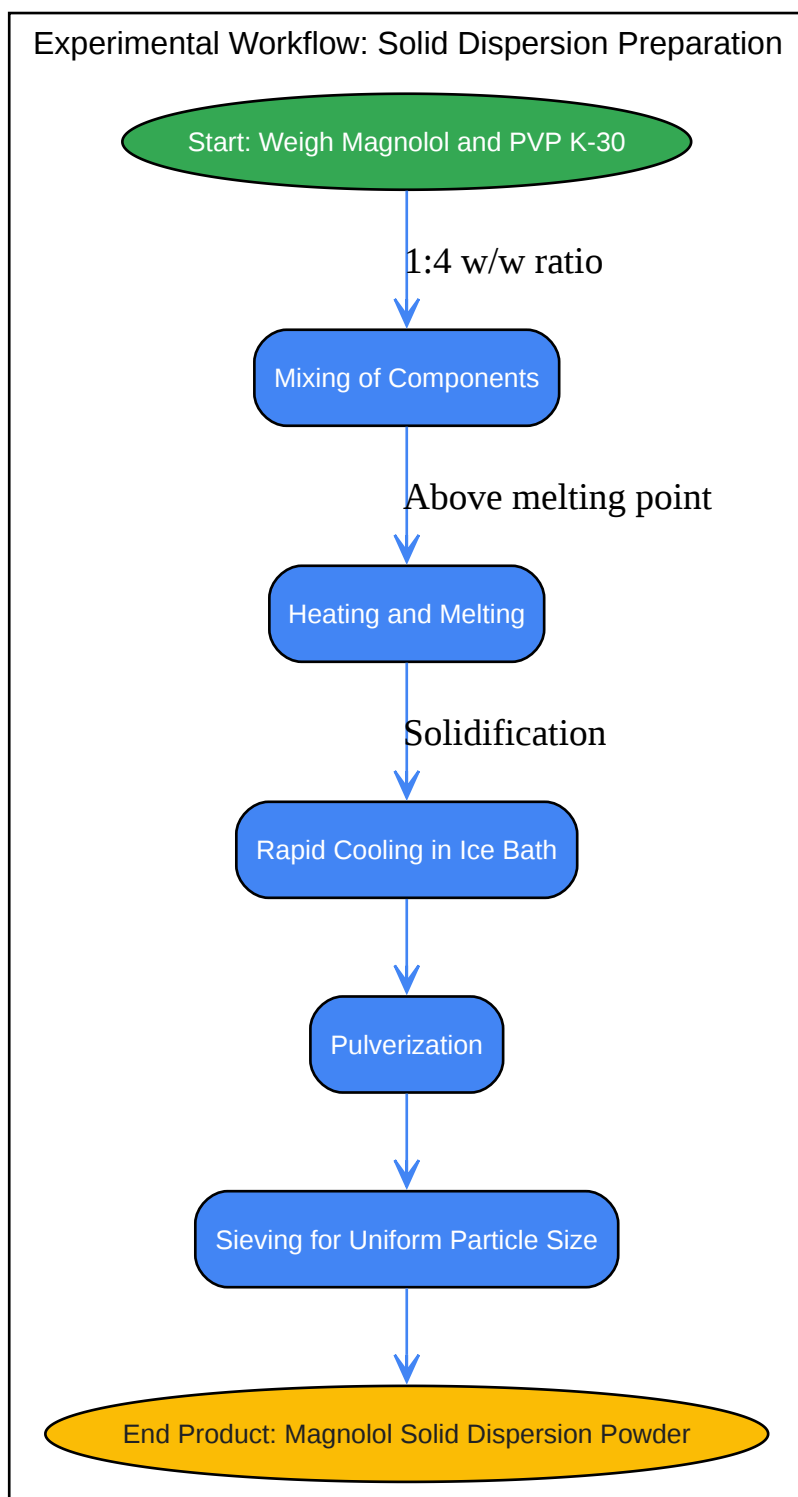 Experimental Workflow: Solid Dispersion Preparation
Start: Weigh Magnolol and PVP K-30
1:4 w/w ratio
Mixing of Components
Above melting point
Heating and Melting
Solidification
Rapid Cooling in Ice Bath
Pulverization
Sieving for Uniform Particle Size
End Product: Magnolol Solid Dispersion Powder